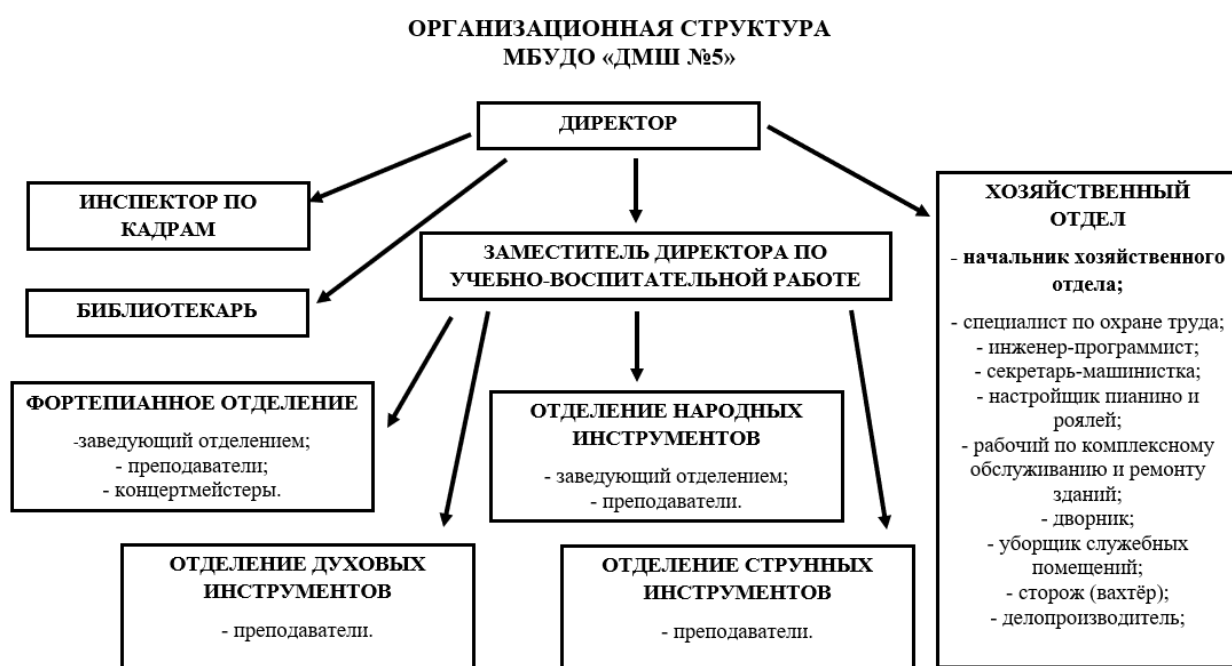 ОРГАНИЗАЦИОННАЯ СТРУКТУРА
МБУДО «ДМШ №5»
ДИРЕКТОР
ИНСПЕКТОР ПО
КАДРАМ
БИБЛИОТЕКАРЬ
ЗАМЕСТИТЕЛЬ ДИРЕКТОРА ПО
УЧЕБНО-ВОСПИТАТЕЛЬНОЙ РАБОТЕ
ХОЗЯЙСТВЕННЫЙ
ОТДЕЛ
- начальник хозяйственного
отдела;
- специалист по охране труда;
- инженер-программист;
- секретарь-машинистка;
- настройщик пианино и
роялей;
- рабочий по комплексному
обслуживанию и ремонту
зданий;
- дворник;
- уборщик служебных
помещений;
- сторож (вахтёр);
- делопроизводитель;
ФОРТЕПИАННОЕ ОТДЕЛЕНИЕ
-заведующий отделением;
- преподаватели;
- концертмейстеры.
ОТДЕЛЕНИЕ НАРОДНЫХ
ИНСТРУМЕНТОВ
- заведующий отделением;
- преподаватели.
ОТДЕЛЕНИЕ ДУХОВЫХ
ИНСТРУМЕНТОВ
- преподаватели.
ОТДЕЛЕНИЕ СТРУННЫХ
ИНСТРУМЕНТОВ
- преподаватели.